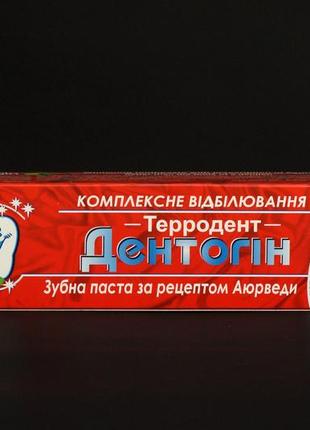 КОМПЛЕКСНЕ ВІДБІЛЮВАННЯ
—Терродент—
Дентогін
Зубна паста за рецептом Аюрведи